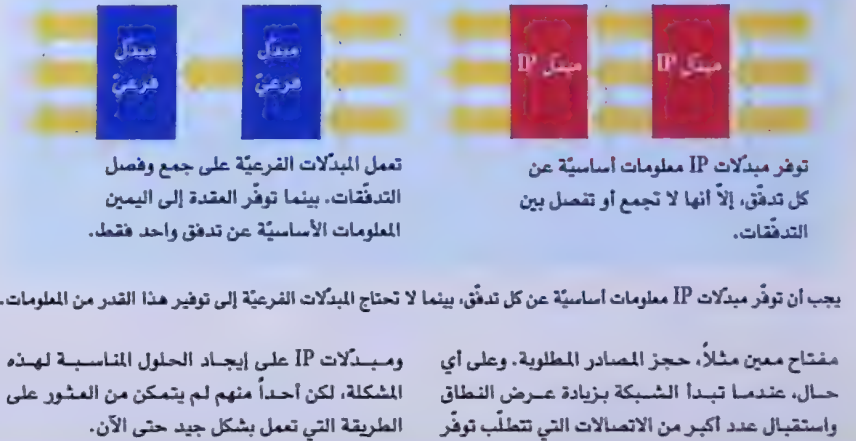 مبدّل IP
مبدّل IP
توفر مبدّلات IP معلومات أساسيّة عن
كل تدفّق، إلاّ أنها لا تجمع أو تفصل بين
التدفّقات.
مبدّل
فرعيّ
مبدّل
فرعيّ
تعمل المبدّلات الفرعيّة على جمع وفصل
التدفّقات. بينما توفّر العقدة إلى اليمين
المعلومات الأساسيّة عن تدفق واحد فقط.
يجب أن توفّر مبدّلات IP معلومات أساسيّة عن كل تدفّق، بينما لا تحتاج المبدّلات الفرعيّة إلى توفير هذا القدر من المعلومات.
مفتاح معين مثلاً، حجز المصادر المطلوبة. وعلى أي
حال، عندما تبدأ الشبكة بزيادة عرض النطاق
واستقبال عدد أكبر من الاتصالات التي تتطلّب توفّر
ومبدّلات IP على إيجاد الحلول المناسبة لهذه
المشكلة، لكن أحداً منهم لم يتمكن من العثور على
الطريقة التي تعمل بشكل جيد حتى الآن.